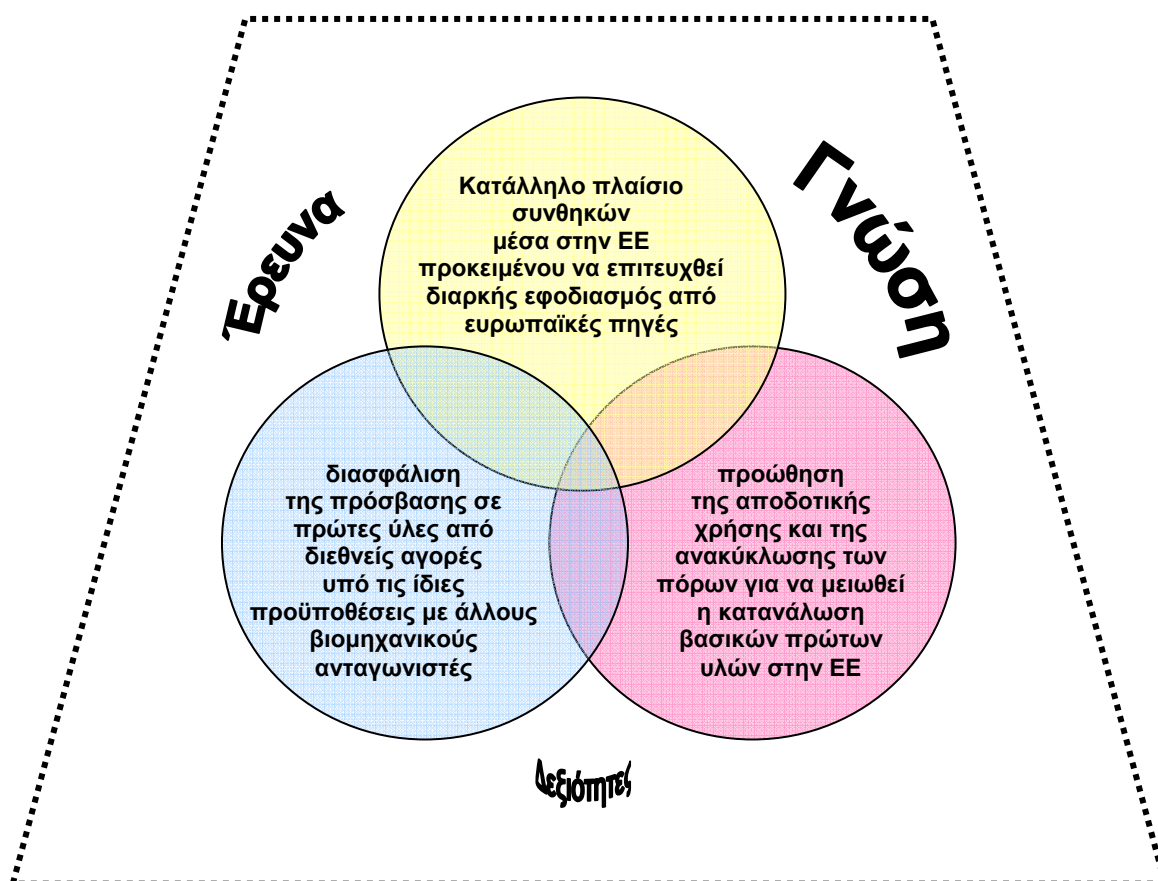 Έρευνα
Γνώση
Κατάλληλο πλαίσιο
συνθηκών
μέσα στην ΕΕ
προκειμένου να επιτευχθεί
διαρκής εφοδιασμός από
ευρωπαϊκές πηγές
διασφάλιση
της πρόσβασης σε
πρώτες ύλες από
διεθνείς αγορές
υπό τις ίδιες
προϋποθέσεις με άλλους
βιομηχανικούς
ανταγωνιστές
προώθηση
της αποδοτικής
χρήσης και της
ανακύκλωσης των
πόρων για να μειωθεί
η κατανάλωση
βασικών πρώτων
υλών στην ΕΕ
Δεξιότητες